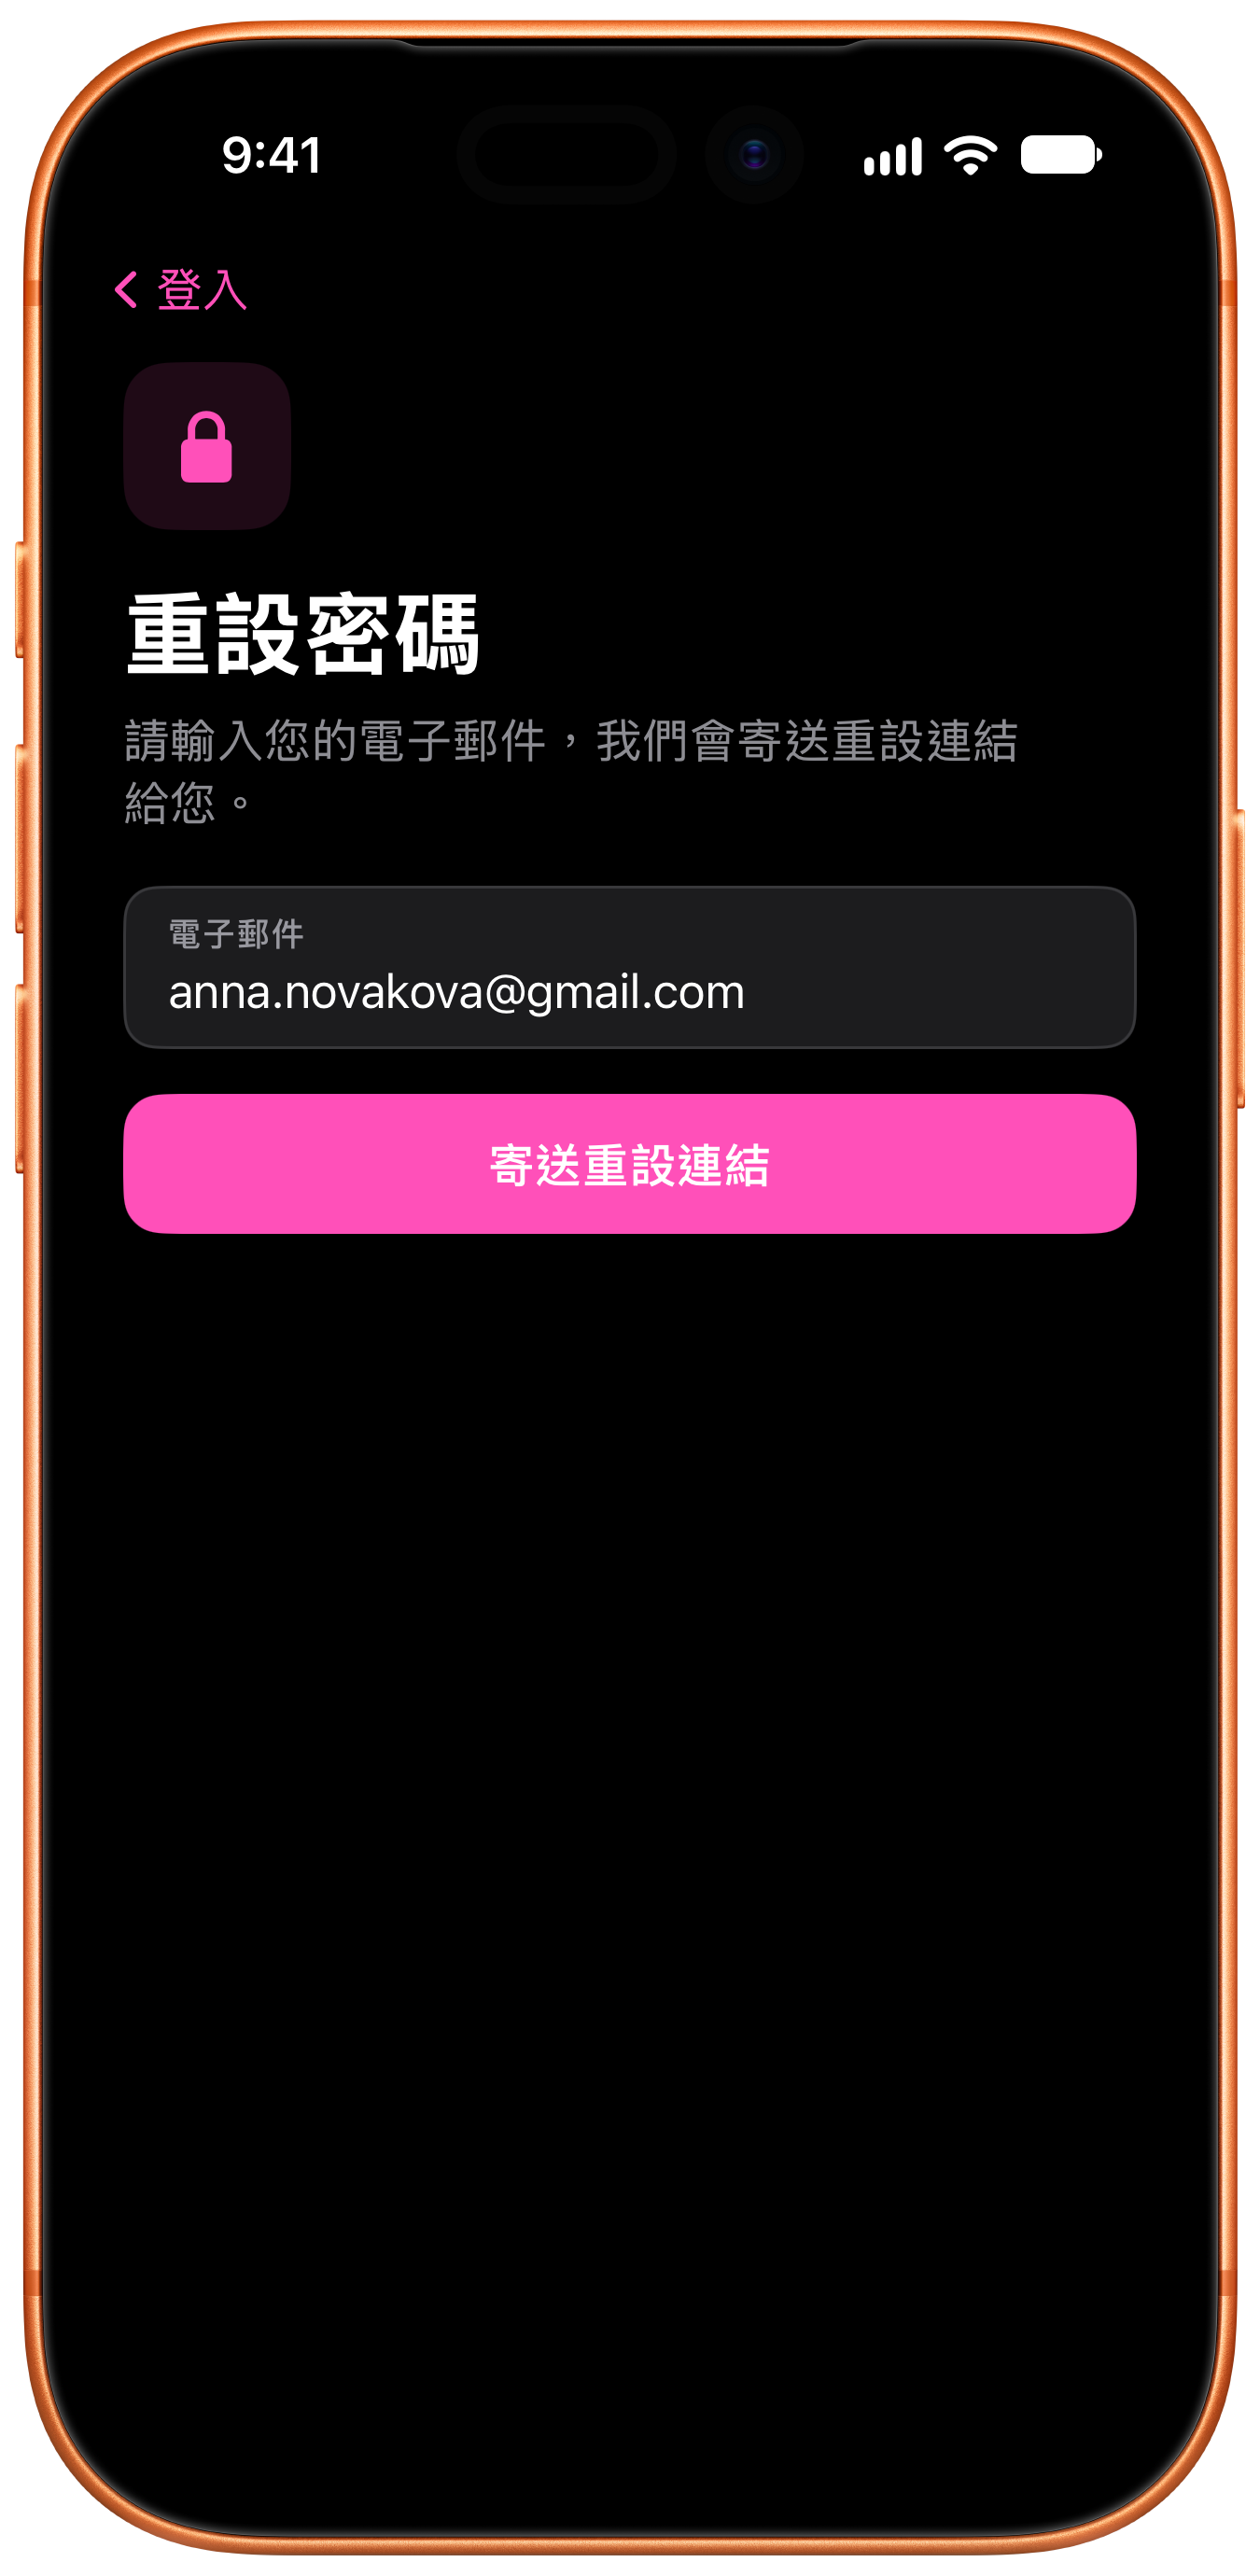 9:41
登入
重設密碼
請輸入您的電子郵件，我們會寄送重設連結
給您。
電子郵件
anna.novakova@gmail.com
寄送重設連結